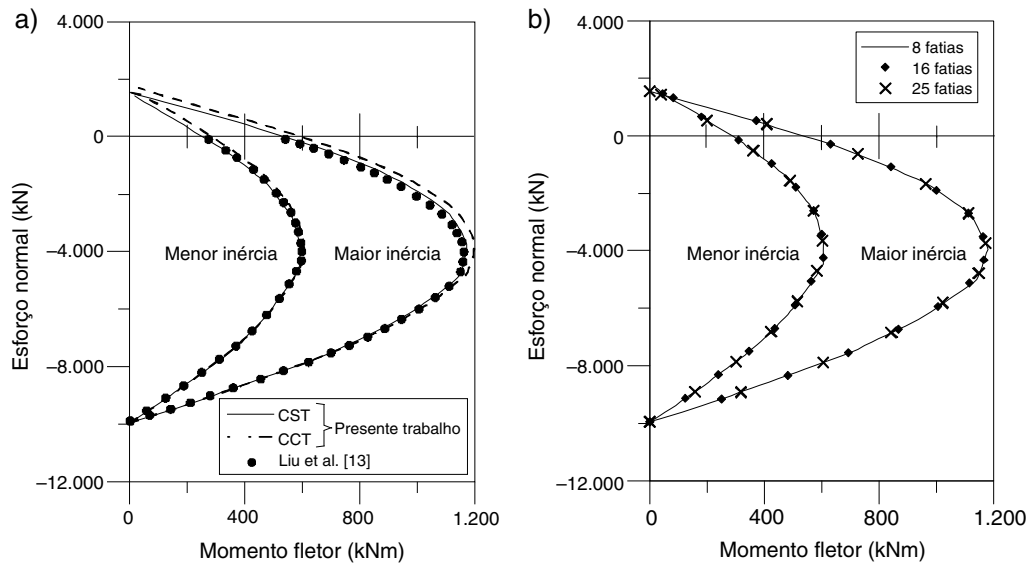 a)
4.000
0
−4.000
−8.000
−12.000
Esforço normal (kN)
Menor inércia
Maior inércia
CST
CCT
Presente trabalho
Liu et al. [13]
0
400
800
1.200
Momento fletor (kNm)
b)
4.000
0
−4.000
−8.000
−12.000
Esforço normal (kN)
8 fatias
16 fatias
25 fatias
Menor inércia
Maior inércia
0
400
800
1.200
Momento fletor (kNm)